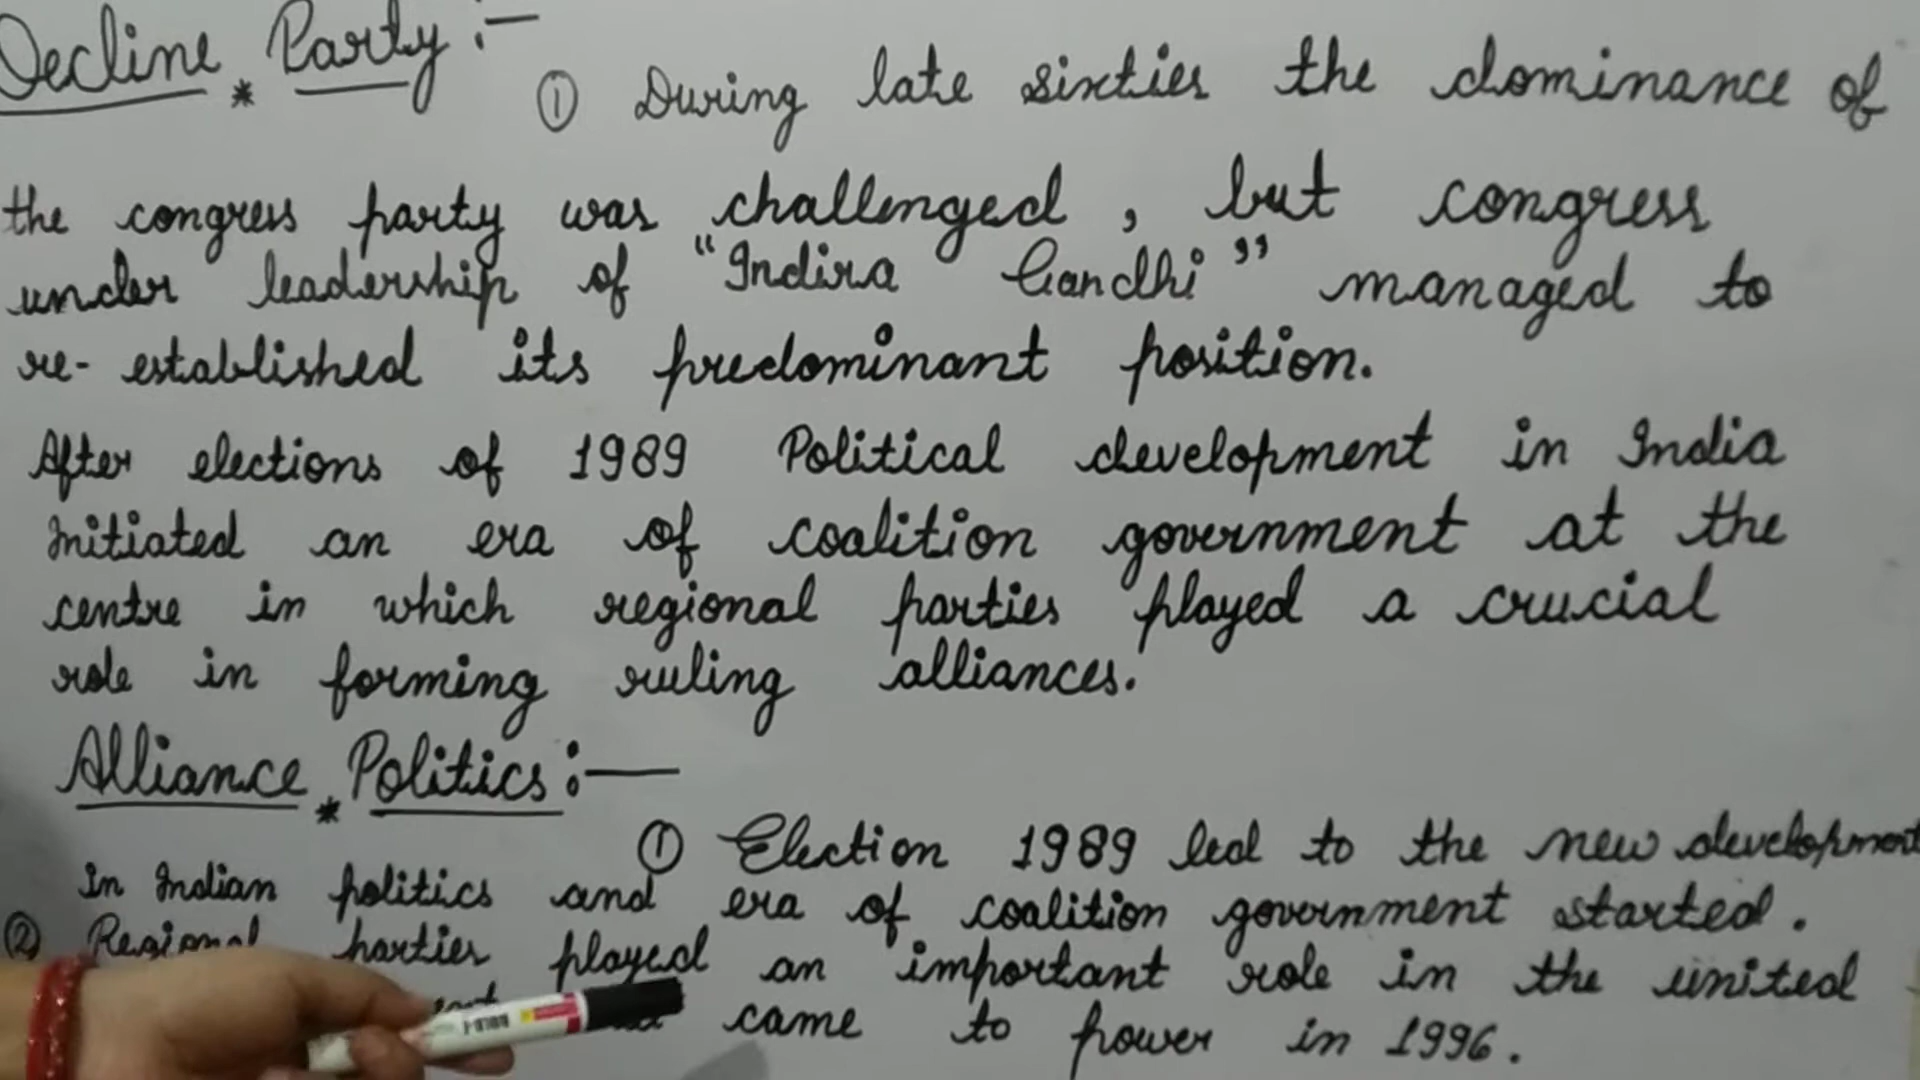 Decline Party :-
① During late sixties the dominance of
the congress party was challenged, but congress
under leadership of "Indira Gandhi" managed to
re-established its predominant position.
After elections of 1989 Political development in India
initiated an era of coalition government at the
centre in which regional parties played a crucial
role in forming ruling alliances.
Alliance Politics :-
① Election 1989 led to the new development
in Indian politics and era of coalition government started.
② Regional parties played an important role in the united
came to power in 1996.